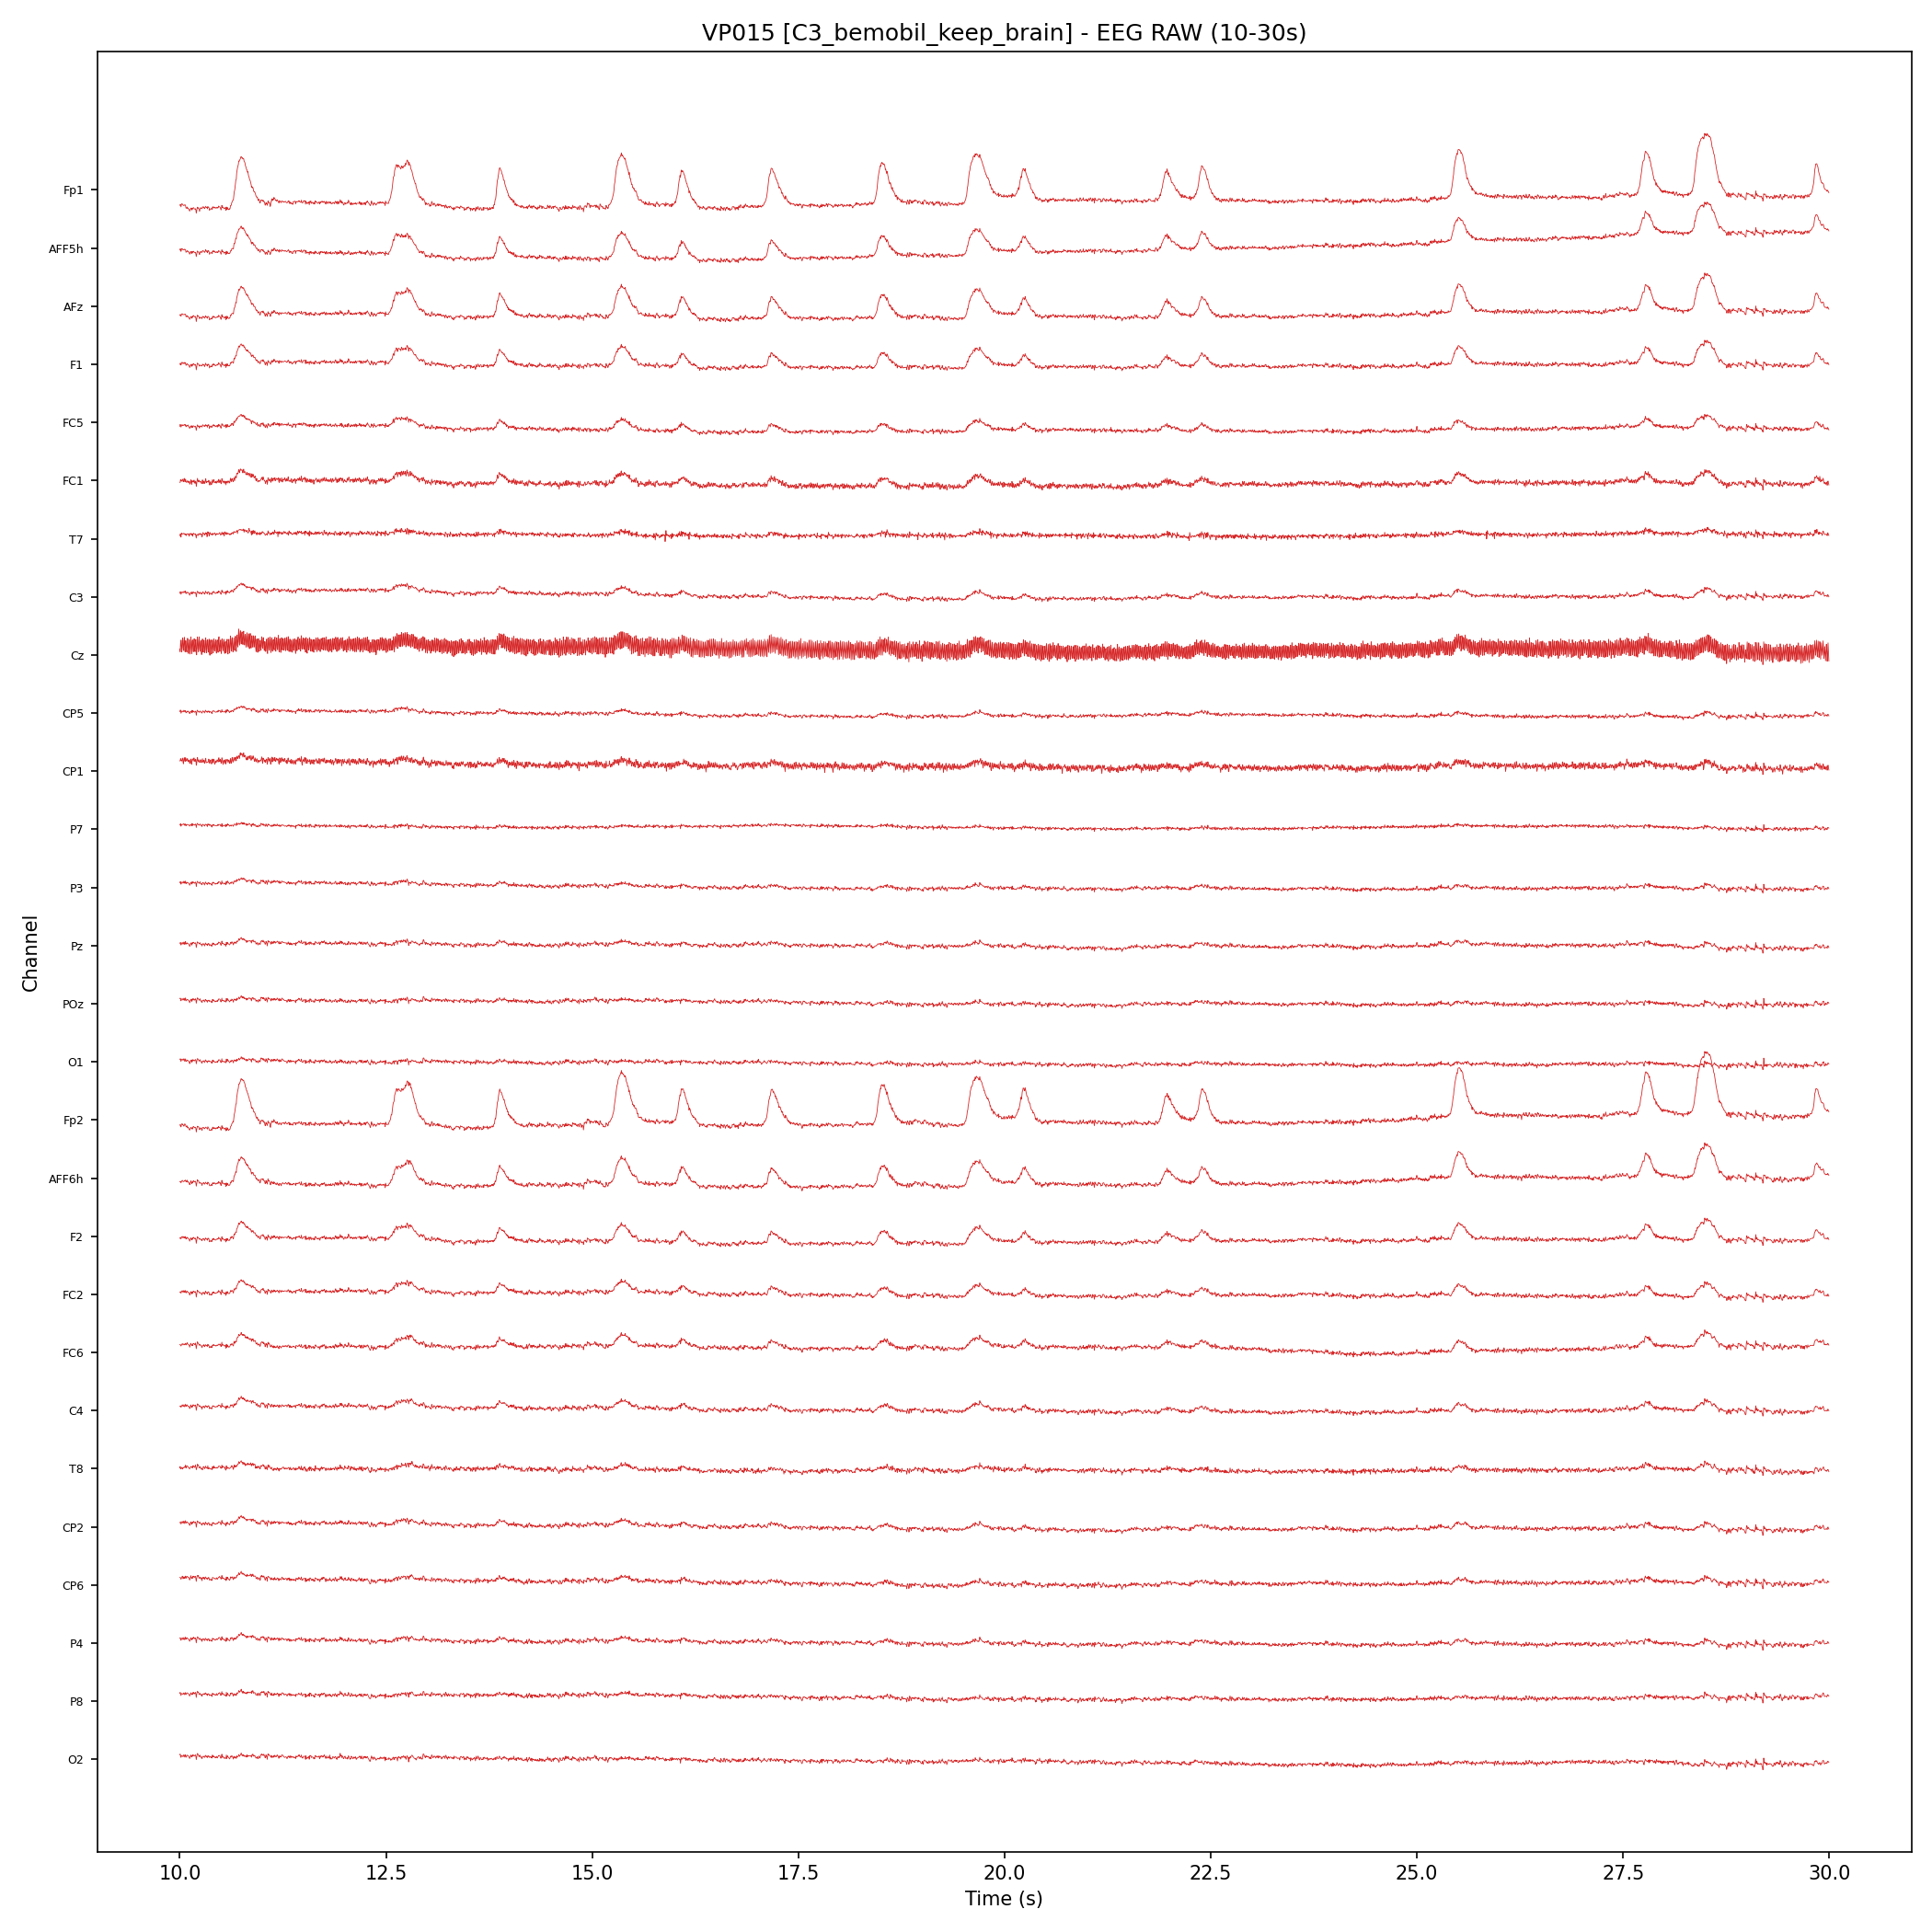 VP015 [C3_bemobil_keep_brain] - EEG RAW (10-30s)
Channel
Fp1
AFF5h
AFz
F1
FC5
FC1
T7
C3
Cz
CP5
CP1
P7
P3
Pz
POz
O1
Fp2
AFF6h
F2
FC2
FC6
C4
T8
CP2
CP6
P4
P8
O2
10.0 12.5 15.0 17.5 20.0 22.5 25.0 27.5 30.0
Time (s)